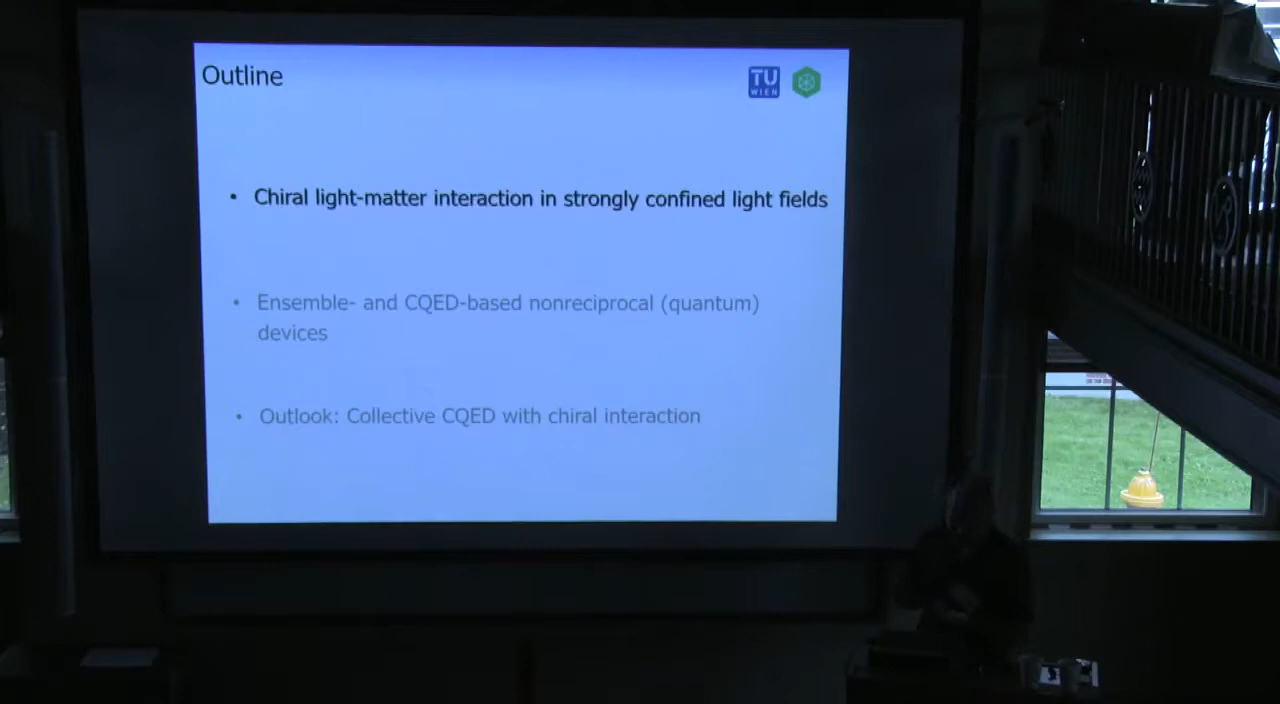 Outline
TU
WIEN
• Chiral light-matter interaction in strongly confined light fields
• Ensemble- and CQED-based nonreciprocal (quantum)
devices
• Outlook: Collective CQED with chiral interaction